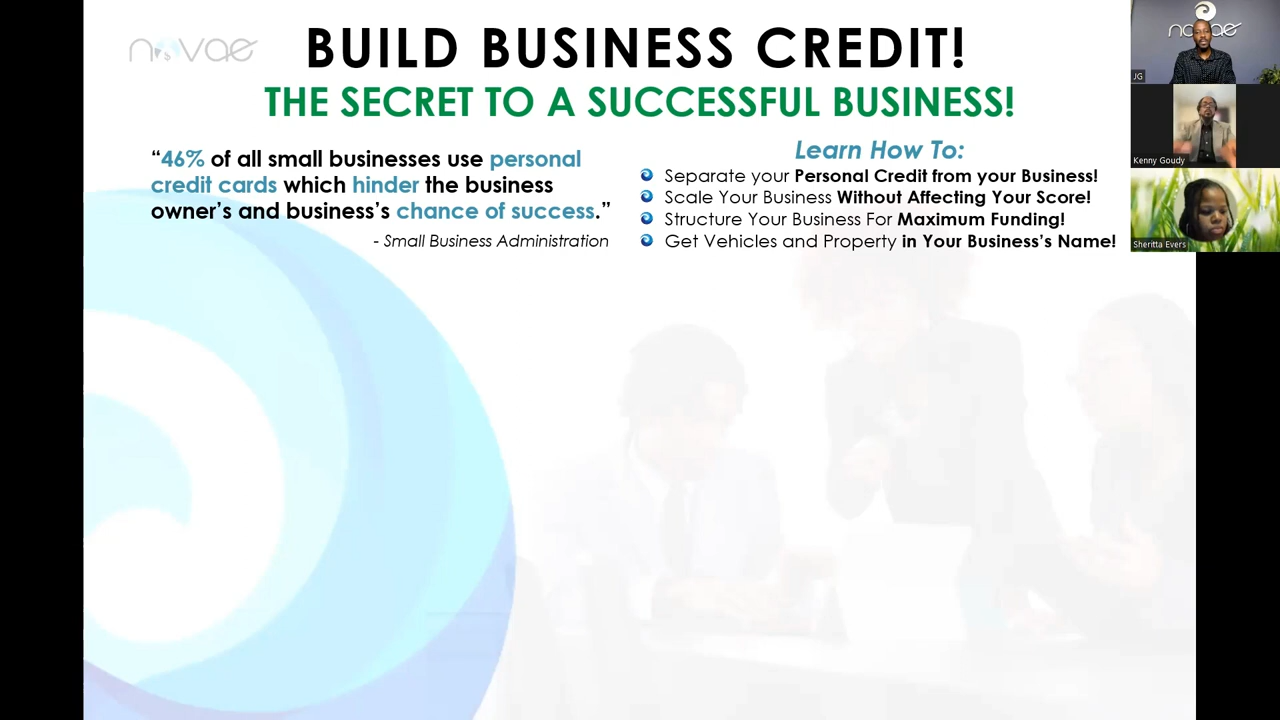 novae
BUILD BUSINESS CREDIT!
THE SECRET TO A SUCCESSFUL BUSINESS!
“46% of all small businesses use personal
credit cards which hinder the business
owner’s and business’s chance of success.”
- Small Business Administration
Learn How To:
Separate your Personal Credit from your Business!
Scale Your Business Without Affecting Your Score!
Structure Your Business For Maximum Funding!
Get Vehicles and Property in Your Business’s Name!
novae
JG
Kenny Goudy
Sheritta Evers